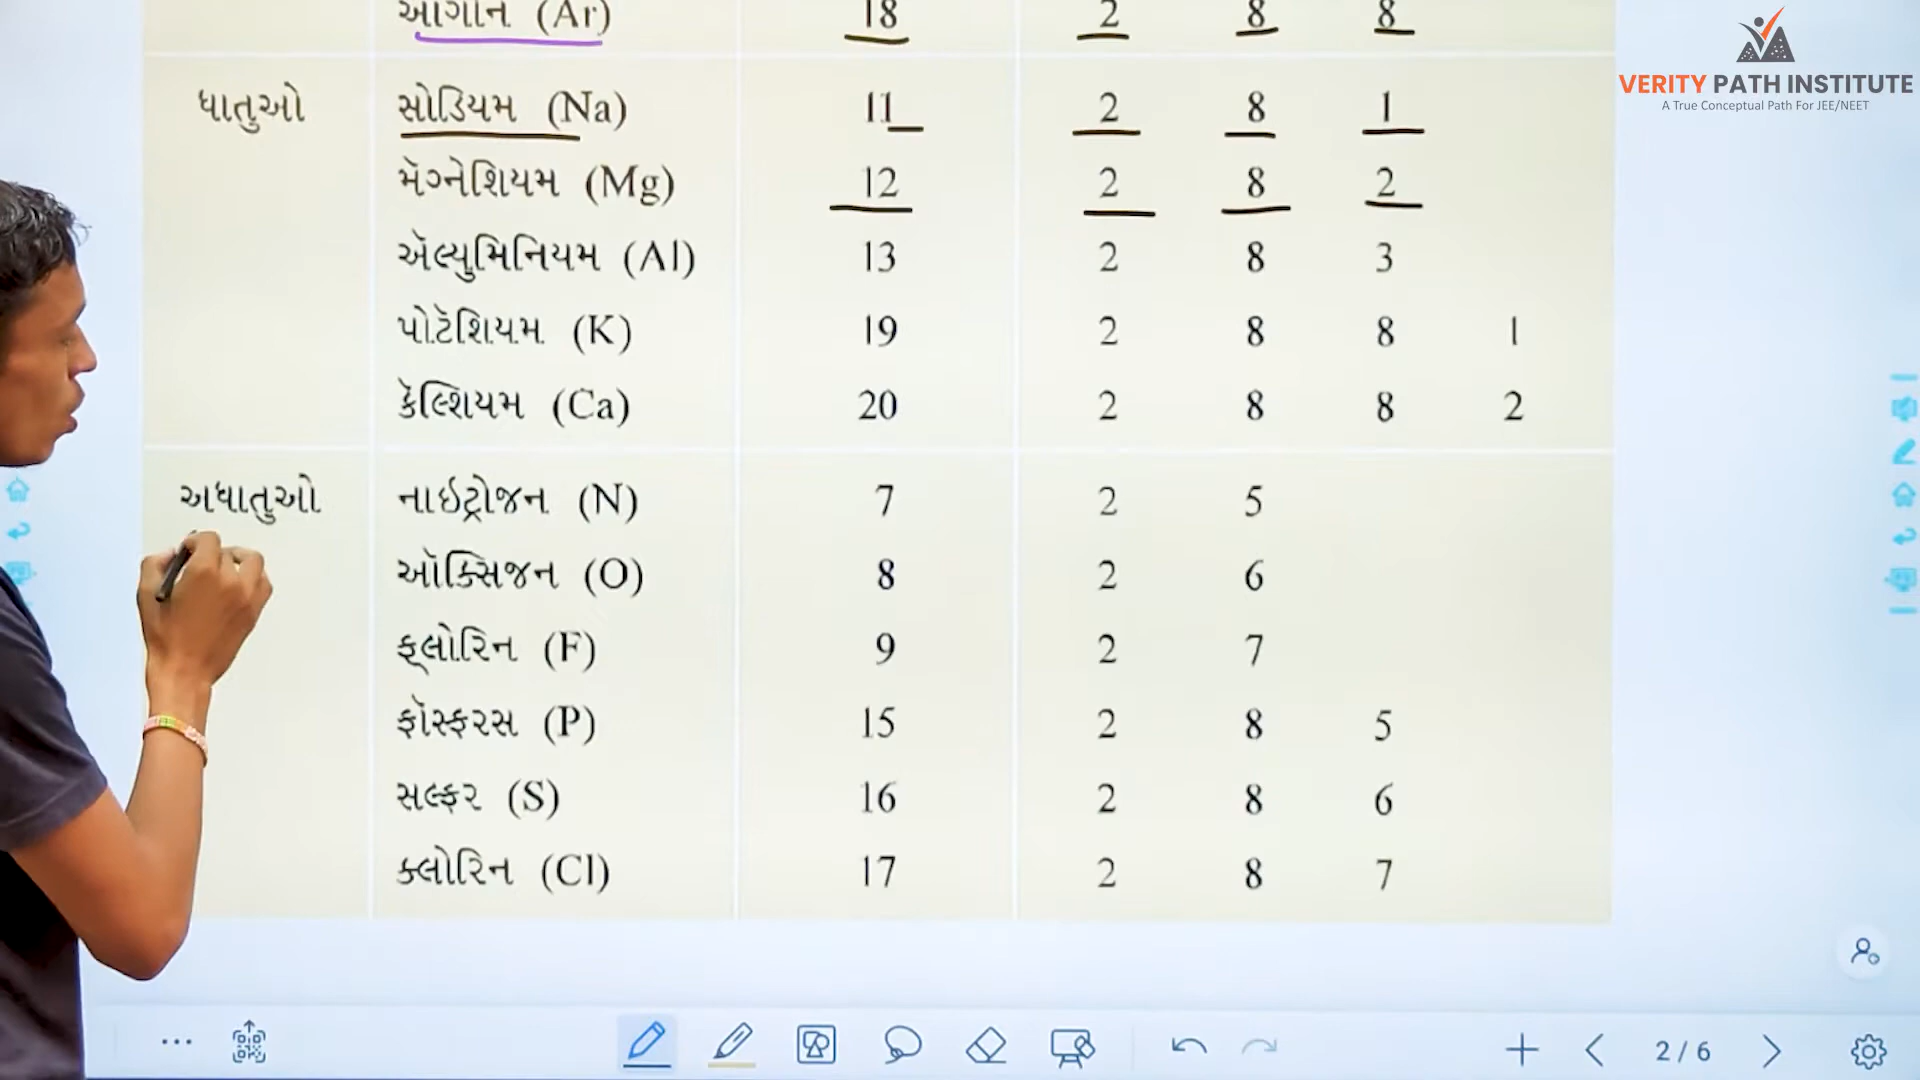 આર્ગોન (Ar) 18 2 8 8
ધાતુઓ સોડિયમ (Na) 11 2 8 1
મૅગ્નેશિયમ (Mg) 12 2 8 2
ઍલ્યુમિનિયમ (Al) 13 2 8 3
પોટૅશિયમ (K) 19 2 8 8 1
કૅલ્શિયમ (Ca) 20 2 8 8 2
અધાતુઓ નાઇટ્રોજન (N) 7 2 5
ઑક્સિજન (O) 8 2 6
ફ્લોરિન (F) 9 2 7
ફૉસ્ફરસ (P) 15 2 8 5
સલ્ફર (S) 16 2 8 6
ક્લોરિન (Cl) 17 2 8 7
VERITY PATH INSTITUTE
A True Conceptual Path For JEE/NEET
2 / 6